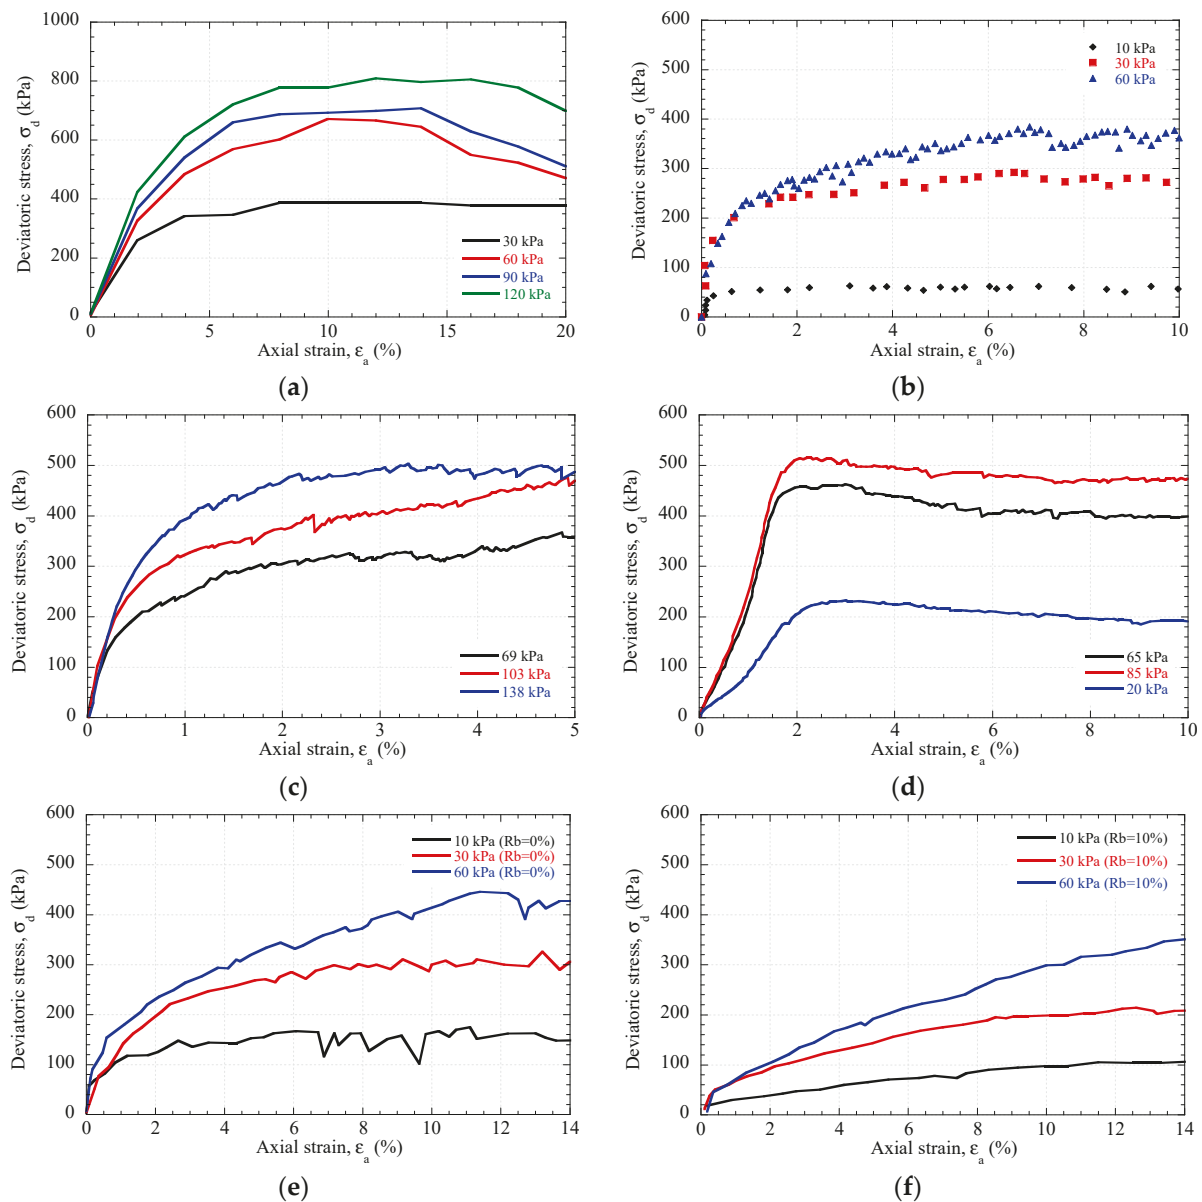 1000
800
600
400
200
0
Deviatoric stress, σd (kPa)
30 kPa
60 kPa
90 kPa
120 kPa
0 5 10 15 20
Axial strain, εa (%)
(a)
600
500
400
300
200
100
0
Deviatoric stress, σd (kPa)
10 kPa
30 kPa
60 kPa
0 2 4 6 8 10
Axial strain, εa (%)
(b)
600
500
400
300
200
100
0
Deviatoric stress, σd (kPa)
69 kPa
103 kPa
138 kPa
0 1 2 3 4 5
Axial strain, εa (%)
(c)
600
500
400
300
200
100
0
Deviatoric stress, σd (kPa)
65 kPa
85 kPa
20 kPa
0 2 4 6 8 10
Axial strain, εa (%)
(d)
600
500
400
300
200
100
0
Deviatoric stress, σd (kPa)
10 kPa (Rb=0%)
30 kPa (Rb=0%)
60 kPa (Rb=0%)
0 2 4 6 8 10 12 14
Axial strain, εa (%)
(e)
600
500
400
300
200
100
0
Deviatoric stress, σd (kPa)
10 kPa (Rb=10%)
30 kPa (Rb=10%)
60 kPa (Rb=10%)
0 2 4 6 8 10 12 14
Axial strain, εa (%)
(f)